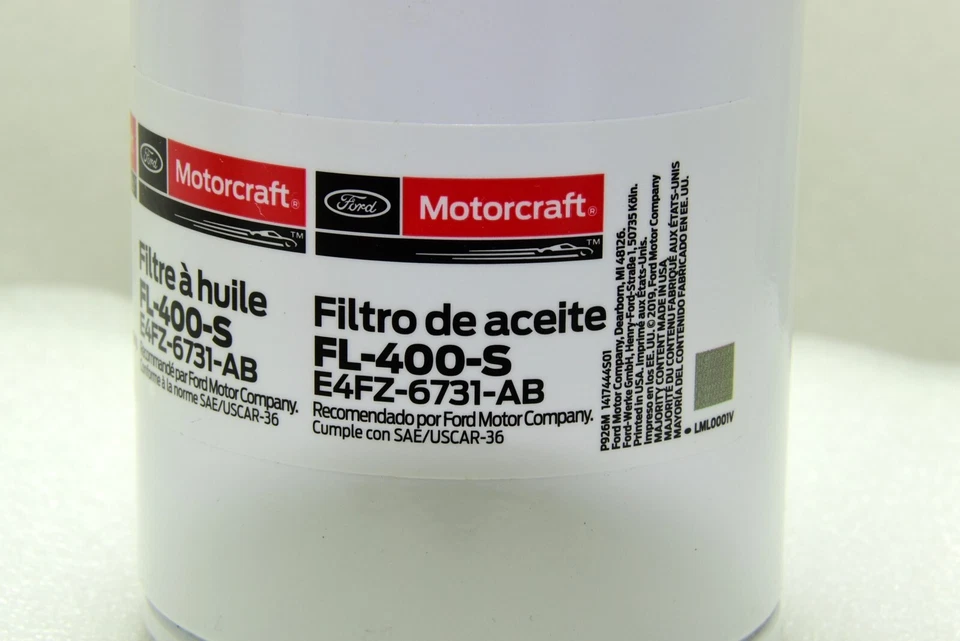 Ford
Motorcraft®
TM
Filtre à huile
FL-400-S
E4FZ-6731-AB
Recommandé par Ford Motor Company.
Conforme à la norme SAE/USCAR-36
Ford
Motorcraft®
TM
Filtro de aceite
FL-400-S
E4FZ-6731-AB
Recomendado por Ford Motor Company.
Cumple con SAE/USCAR-36
P926M 1417444S01
Ford Motor Company, Dearborn, MI 48126.
Ford-Werke GmbH, Henry-Ford-Straße 1, 50735 Köln.
Printed in USA. Imprimé aux États-Unis.
Impreso en los EE. UU. © 2019, Ford Motor Company
MAJORITY CONTENT MADE IN USA
MAJORITÉ DU CONTENU FABRIQUÉ AUX ÉTATS-UNIS
MAYORÍA DEL CONTENIDO FABRICADO EN EE. UU.
LML0001V